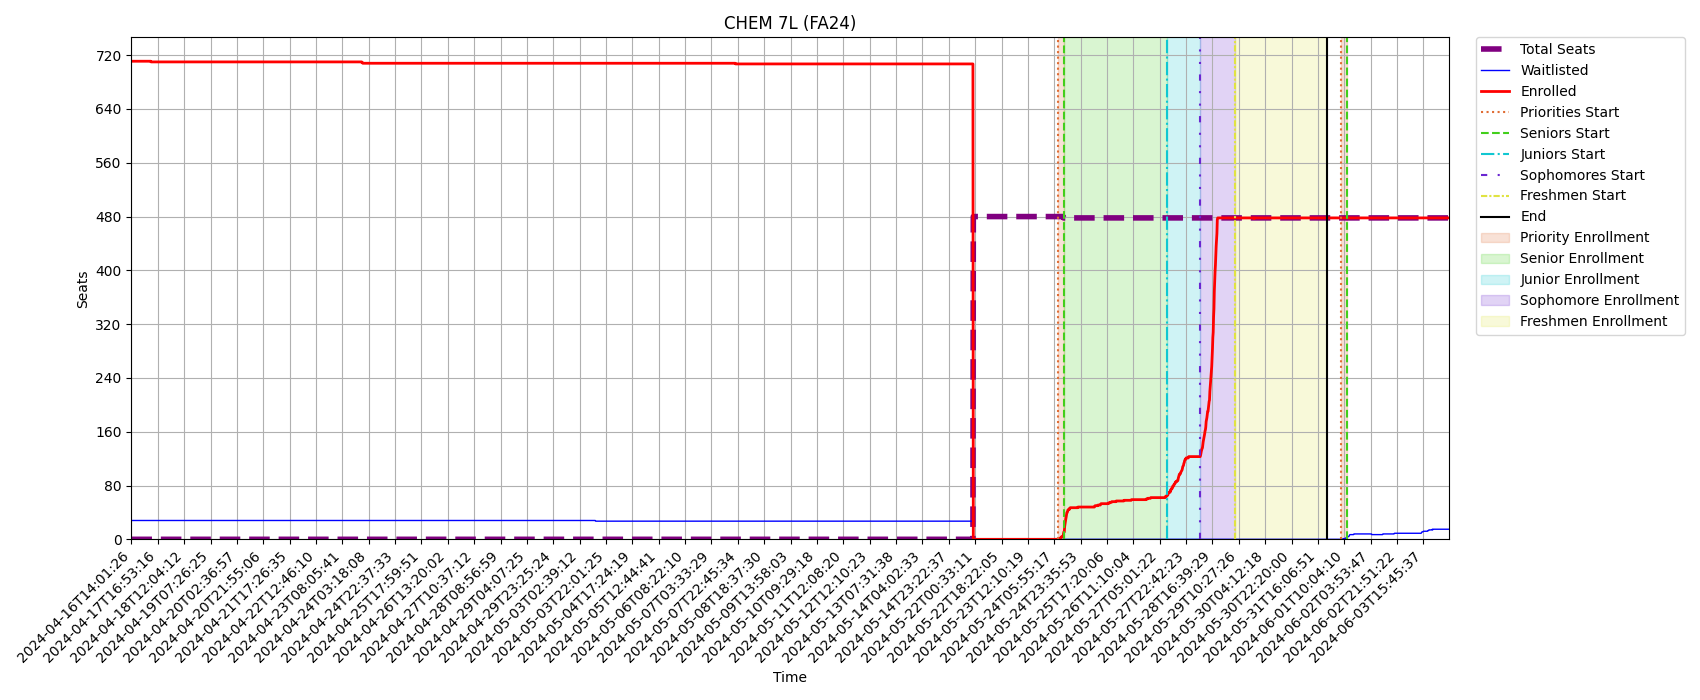 CHEM 7L (FA24)
720
640
560
480
400
320
240
160
80
0
Seats
2024-04-16T14:01:26
2024-04-17T16:53:16
2024-04-18T12:04:12
2024-04-19T07:26:25
2024-04-20T02:36:57
2024-04-20T21:55:06
2024-04-21T17:26:35
2024-04-22T12:46:10
2024-04-23T08:05:41
2024-04-24T03:18:08
2024-04-24T22:37:33
2024-04-25T17:59:51
2024-04-26T13:20:02
2024-04-27T10:37:12
2024-04-28T08:56:59
2024-04-29T04:07:25
2024-04-29T23:25:24
2024-05-03T02:39:12
2024-05-03T22:01:25
2024-05-04T17:24:19
2024-05-05T12:44:41
2024-05-06T08:22:10
2024-05-07T03:33:29
2024-05-07T22:45:34
2024-05-08T18:37:30
2024-05-09T13:58:03
2024-05-10T09:29:18
2024-05-11T12:08:20
2024-05-12T12:10:23
2024-05-13T07:31:38
2024-05-14T04:02:33
2024-05-14T23:22:37
2024-05-22T00:33:11
2024-05-22T18:22:05
2024-05-23T12:10:19
2024-05-24T05:55:17
2024-05-24T23:35:53
2024-05-25T17:20:06
2024-05-26T11:10:04
2024-05-27T05:01:22
2024-05-27T22:42:23
2024-05-28T16:39:23
2024-05-29T10:27:26
2024-05-30T04:12:18
2024-05-30T22:20:00
2024-05-31T16:06:51
2024-06-01T10:04:10
2024-06-02T03:53:47
2024-06-02T21:51:22
2024-06-03T15:45:37
Time
Total Seats
Waitlisted
Enrolled
Priorities Start
Seniors Start
Juniors Start
Sophomores Start
Freshmen Start
End
Priority Enrollment
Senior Enrollment
Junior Enrollment
Sophomore Enrollment
Freshmen Enrollment